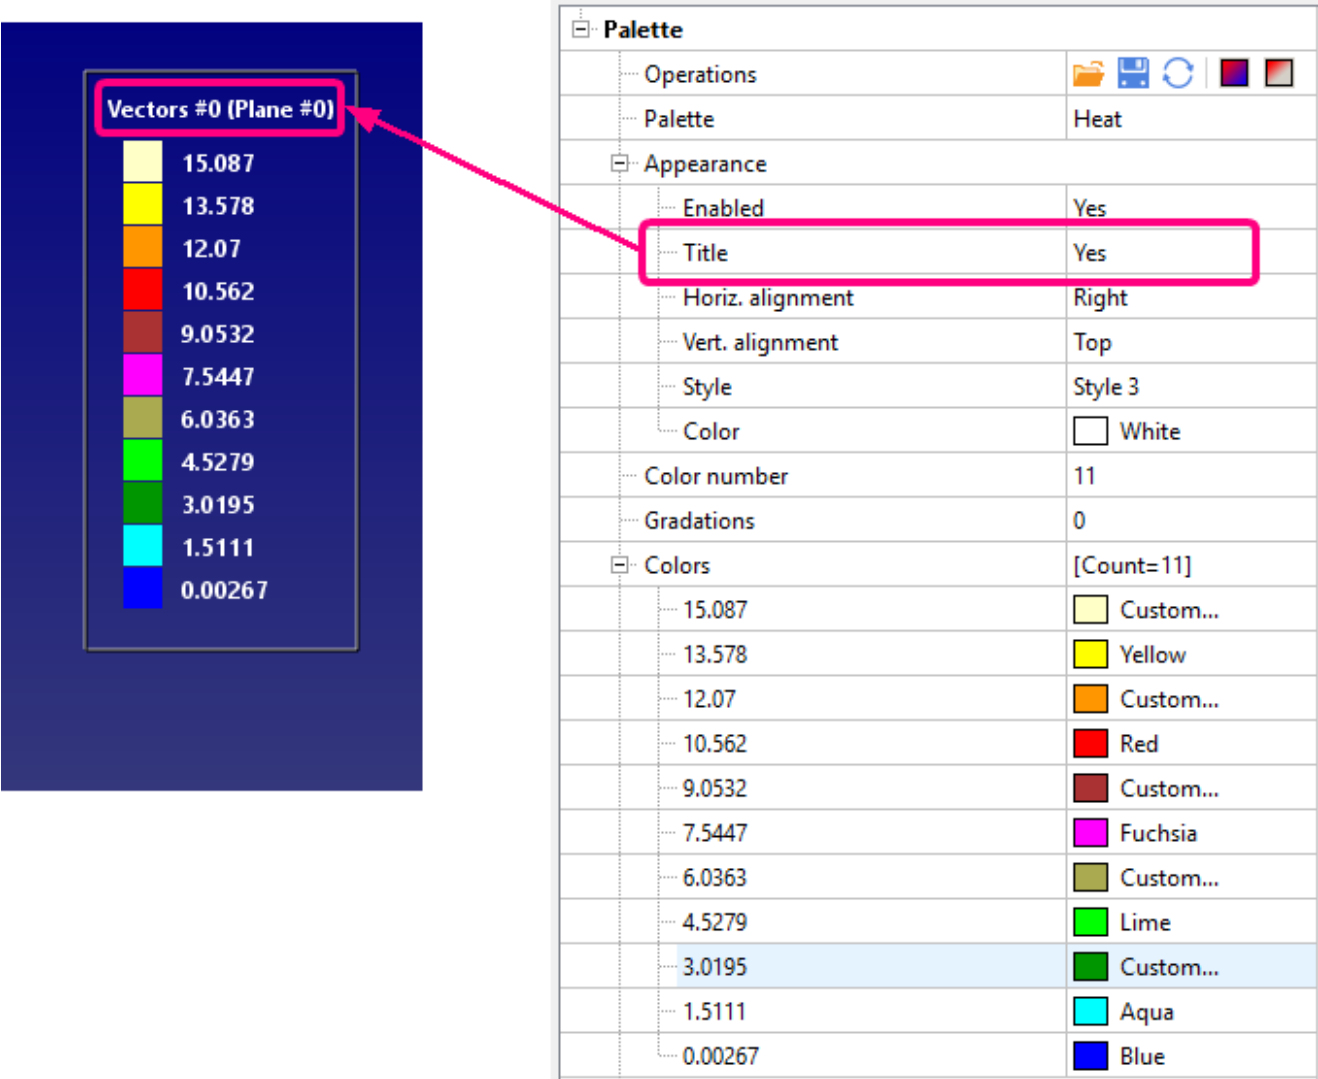 Vectors #0 (Plane #0)
15.087
13.578
12.07
10.562
9.0532
7.5447
6.0363
4.5279
3.0195
1.5111
0.00267
Palette
Operations
Palette Heat
Appearance
Enabled Yes
Title Yes
Horiz. alignment Right
Vert. alignment Top
Style Style 3
Color White
Color number 11
Gradations 0
Colors [Count=11]
15.087 Custom...
13.578 Yellow
12.07 Custom...
10.562 Red
9.0532 Custom...
7.5447 Fuchsia
6.0363 Custom...
4.5279 Lime
3.0195 Custom...
1.5111 Aqua
0.00267 Blue